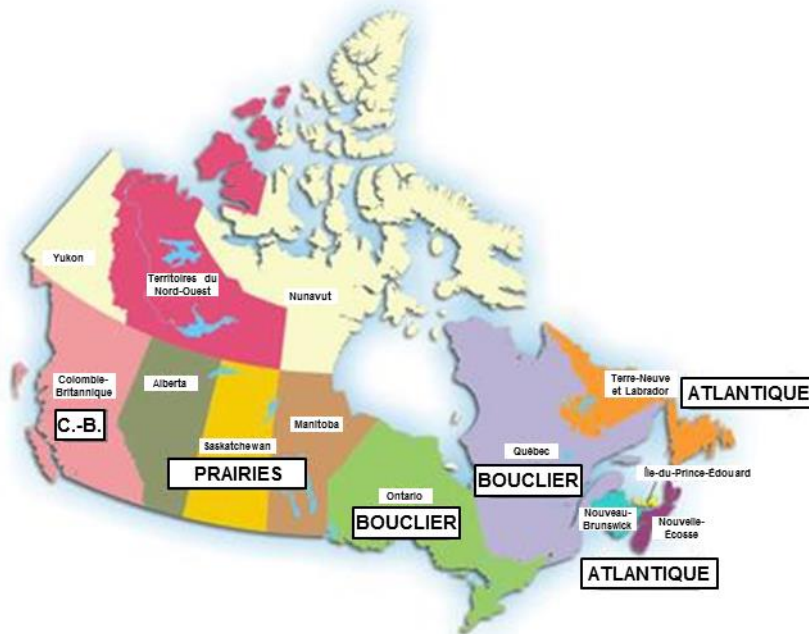 Yukon
Territoires du
Nord-Ouest
Nunavut
Colombie-
Britannique
C.-B.
Alberta
Saskatchewan
Manitoba
PRAIRIES
Ontario
BOUCLIER
Québec
BOUCLIER
Terre-Neuve
et Labrador
ATLANTIQUE
Île-du-Prince-Édouard
Nouveau-
Brunswick
Nouvelle-
Écosse
ATLANTIQUE